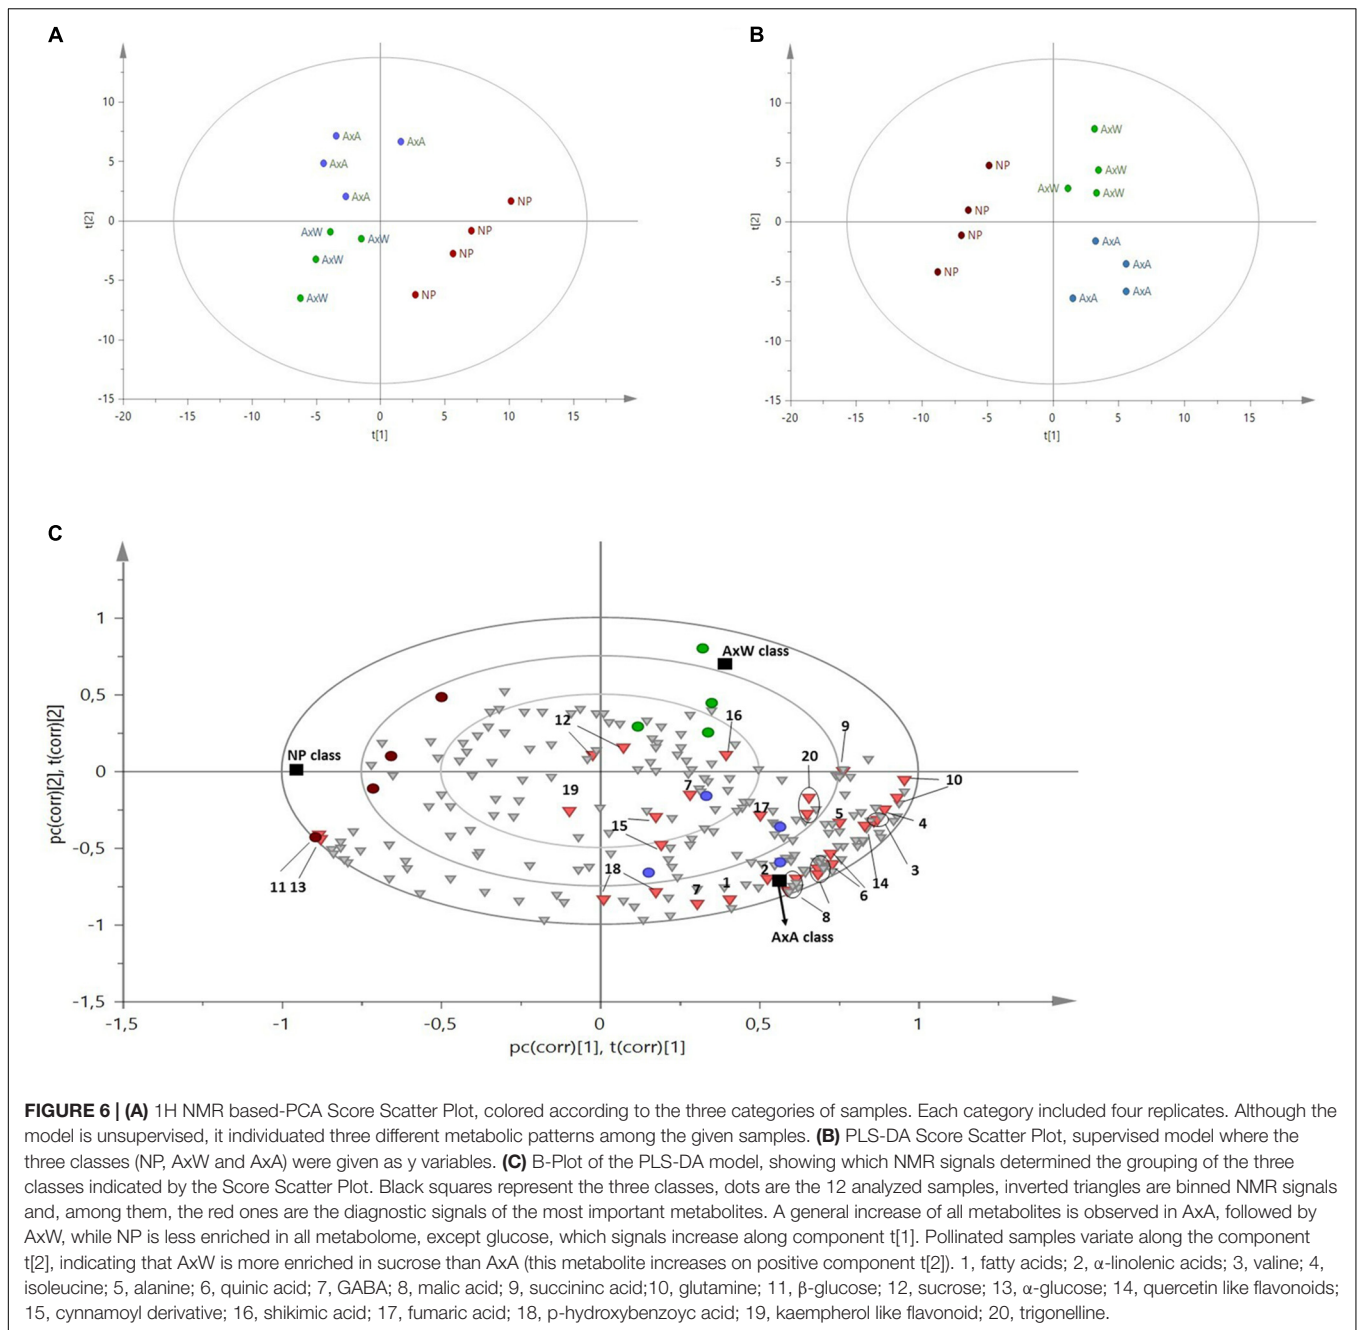 A
B
10
5
0
-5
-10
-15
t[2]
-20
-15
-10
-5
0
5
10
15
t[1]
AxA
AxA
AxA
AxA
AxW
AxW
AxW
AxW
NP
NP
NP
NP
10
5
0
-5
-10
-15
t[2]
-20
-15
-10
-5
0
5
10
15
t[1]
AxW
AxW
AxW
AxW
NP
NP
NP
NP
AxA
AxA
AxA
AxA
C
1
0,5
0
-0,5
-1
-1,5
pc(corr)[2], t(corr)[2]
AxW class
12
16
9
NP class
20
10
19
7
17
5
4
15
3
11 13
18
2
14
7
1
6
8
AxA class
-1,5
-1
-0,5
0
0,5
1
pc(corr)[1], t(corr)[1]
FIGURE 6 | (A) 1H NMR based-PCA Score Scatter Plot, colored according to the three categories of samples. Each category included four replicates. Although the
model is unsupervised, it individuated three different metabolic patterns among the given samples. (B) PLS-DA Score Scatter Plot, supervised model where the
three classes (NP, AxW and AxA) were given as y variables. (C) B-Plot of the PLS-DA model, showing which NMR signals determined the grouping of the three
classes indicated by the Score Scatter Plot. Black squares represent the three classes, dots are the 12 analyzed samples, inverted triangles are binned NMR signals
and, among them, the red ones are the diagnostic signals of the most important metabolites. A general increase of all metabolites is observed in AxA, followed by
AxW, while NP is less enriched in all metabolome, except glucose, which signals increase along component t[1]. Pollinated samples variate along the component
t[2], indicating that AxW is more enriched in sucrose than AxA (this metabolite increases on positive component t[2]). 1, fatty acids; 2, α-linolenic acids; 3, valine; 4,
isoleucine; 5, alanine; 6, quinic acid; 7, GABA; 8, malic acid; 9, succininc acid;10, glutamine; 11, β-glucose; 12, sucrose; 13, α-glucose; 14, quercetin like flavonoids;
15, cynnamoyl derivative; 16, shikimic acid; 17, fumaric acid; 18, p-hydroxybenzoyc acid; 19, kaempherol like flavonoid; 20, trigonelline.